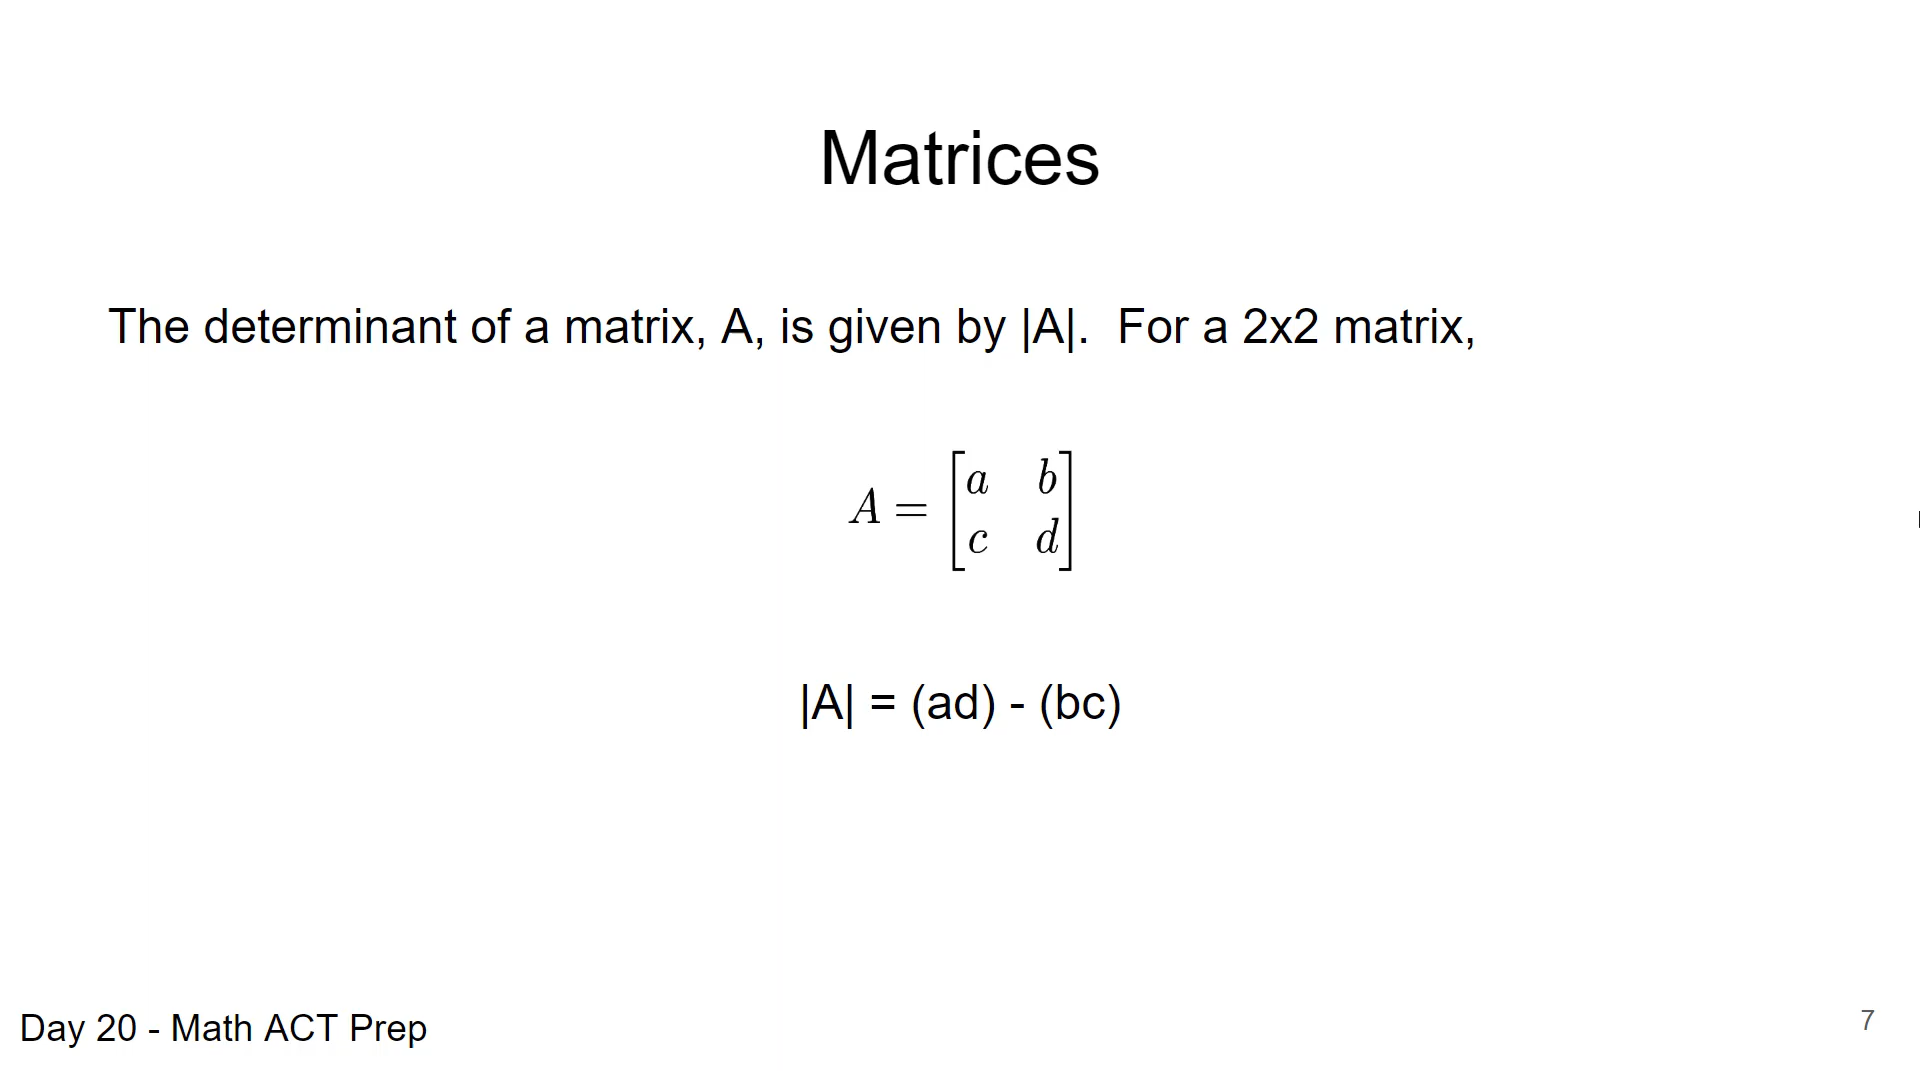 Matrices
The determinant of a matrix, A, is given by |A|.  For a 2x2 matrix,
A = [a b
c d]
|A| = (ad) - (bc)
Day 20 - Math ACT Prep
7